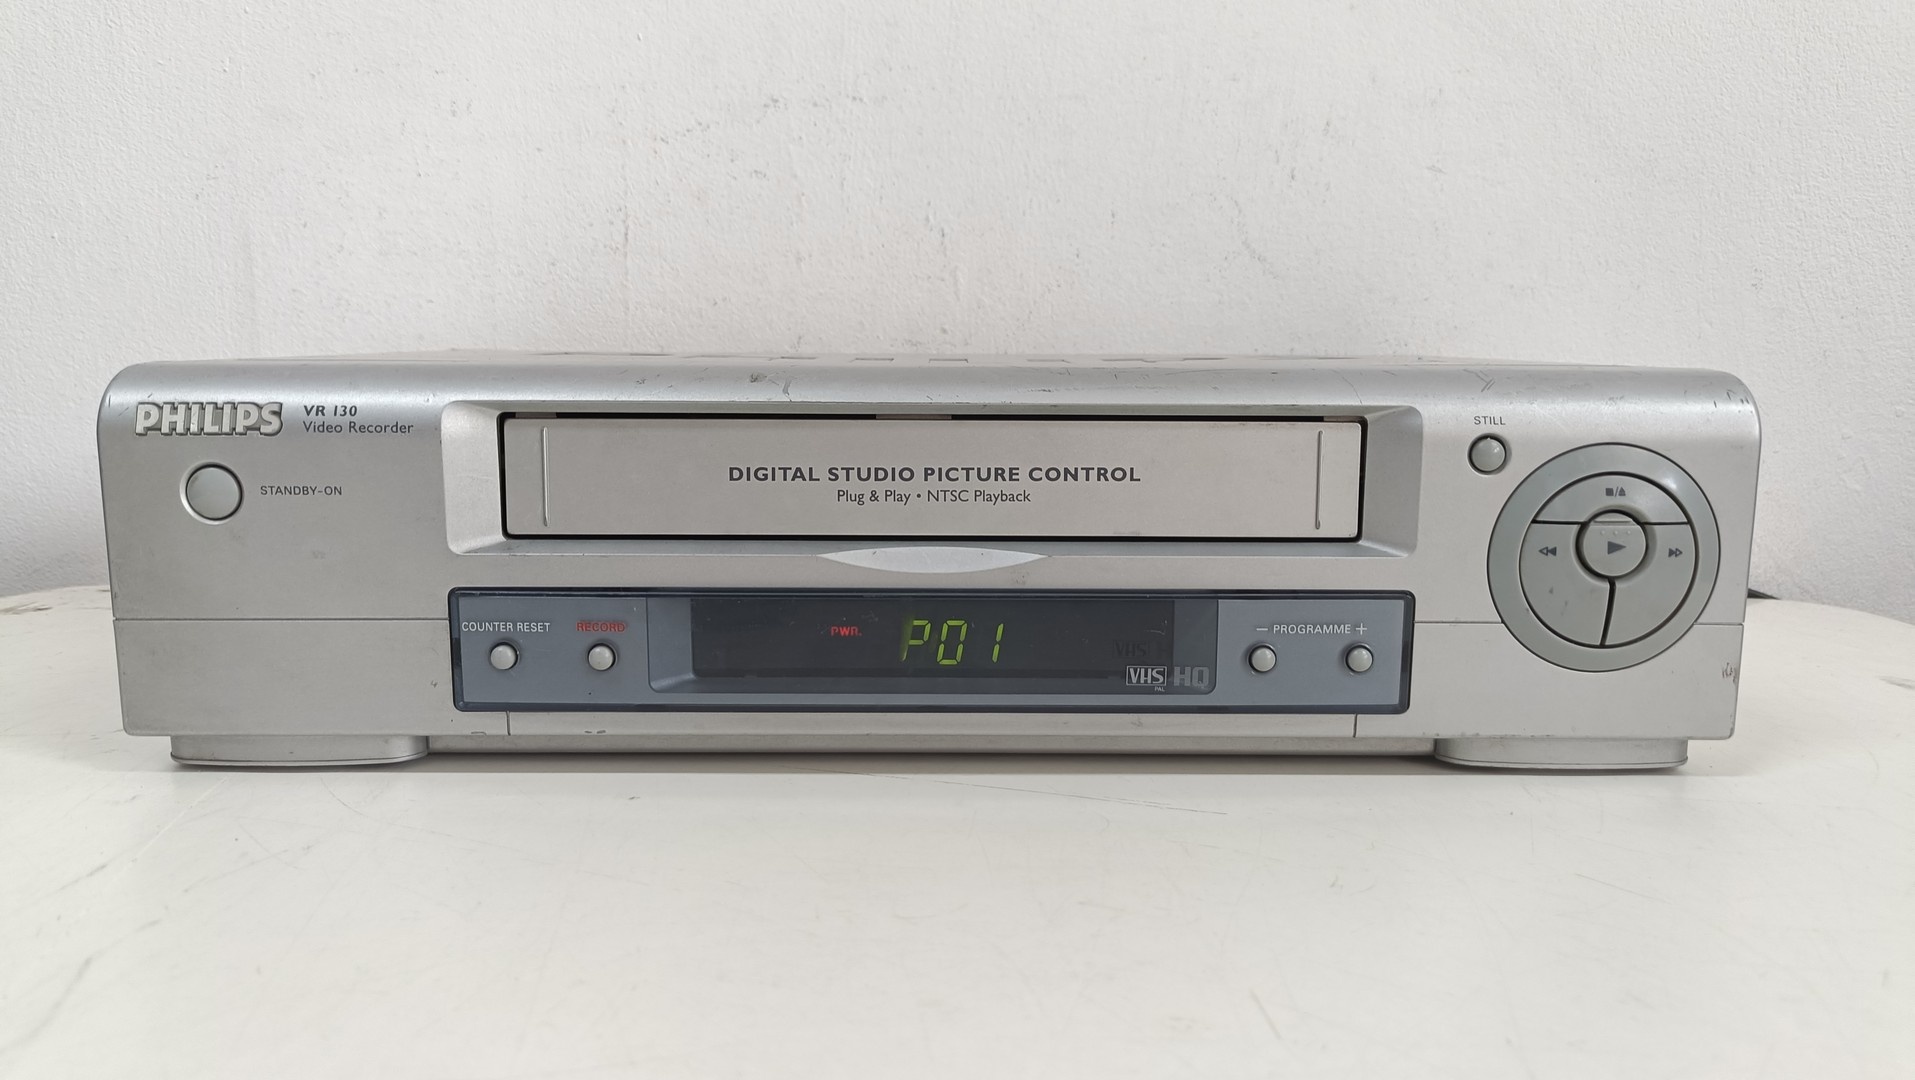 PHILIPS VR 130
Video Recorder
STANDBY-ON
DIGITAL STUDIO PICTURE CONTROL
Plug & Play • NTSC Playback
STILL
COUNTER RESET
RECORD
PWR.
P01
VHS HQ
PAL
− PROGRAMME +